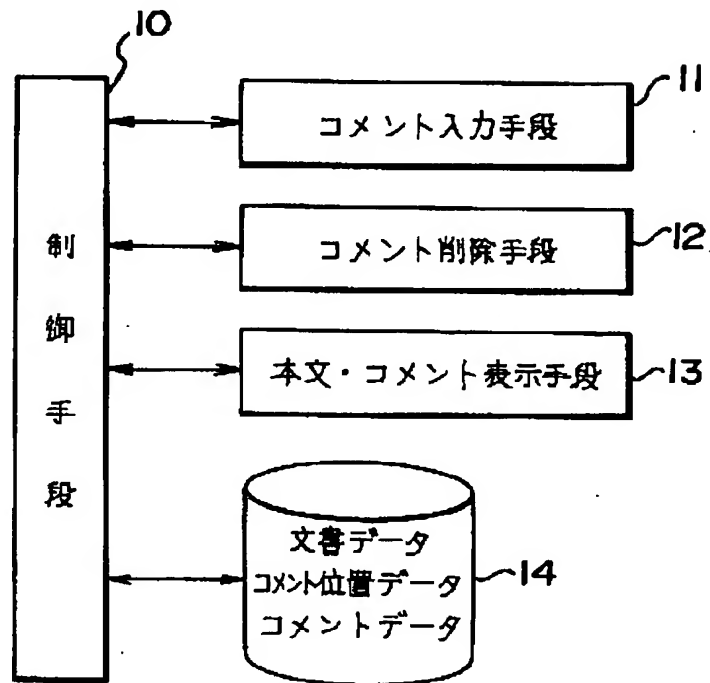 10
制御手段
コメント入力手段
11
コメント削除手段
12
本文・コメント表示手段
13
文書データ
コメント位置データ
コメントデータ
14